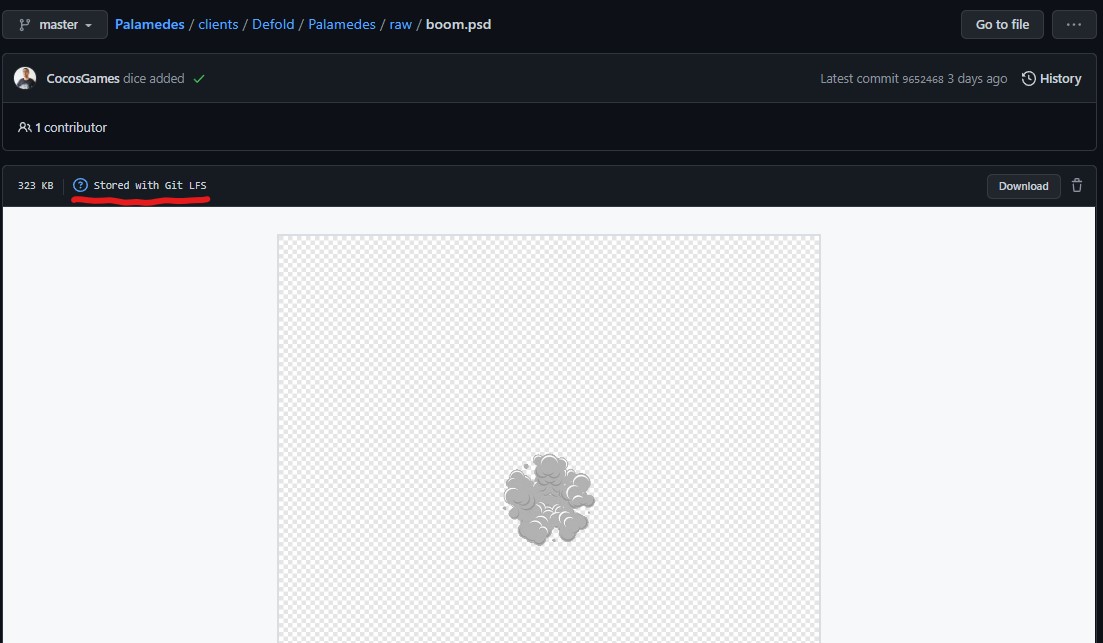 master Palamedes / clients / Defold / Palamedes / raw / boom.psd Go to file ...
CocosGames dice added Latest commit 9652468 3 days ago History
1 contributor
323 KB ? Stored with Git LFS Download